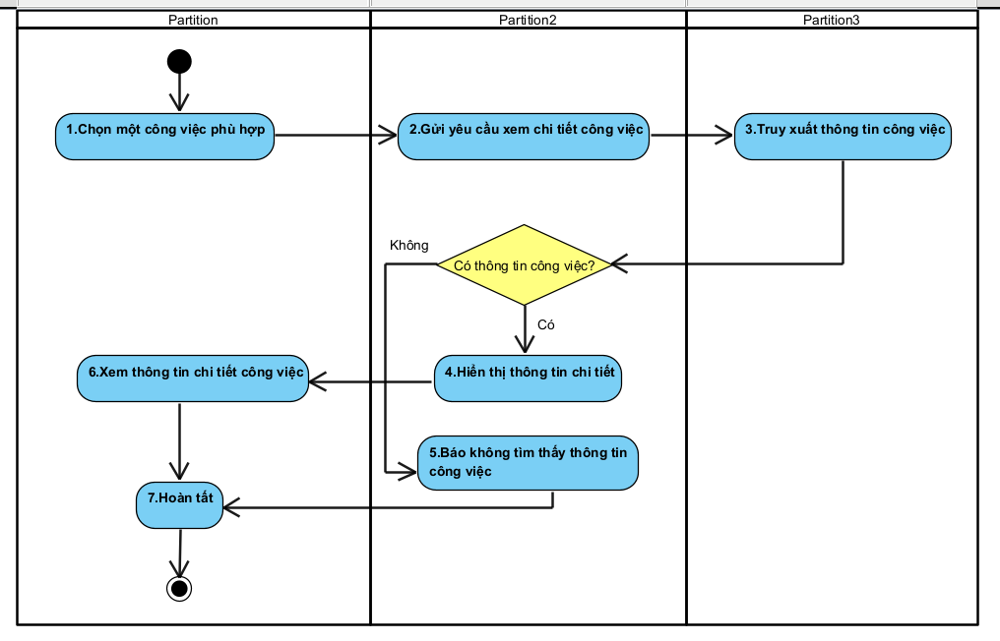 Partition
Partition2
Partition3
1.Chọn một công việc phù hợp
2.Gửi yêu cầu xem chi tiết công việc
3.Truy xuất thông tin công việc
Không
Có thông tin công việc?
Có
6.Xem thông tin chi tiết công việc
4.Hiển thị thông tin chi tiết
5.Báo không tìm thấy thông tin
công việc
7.Hoàn tất